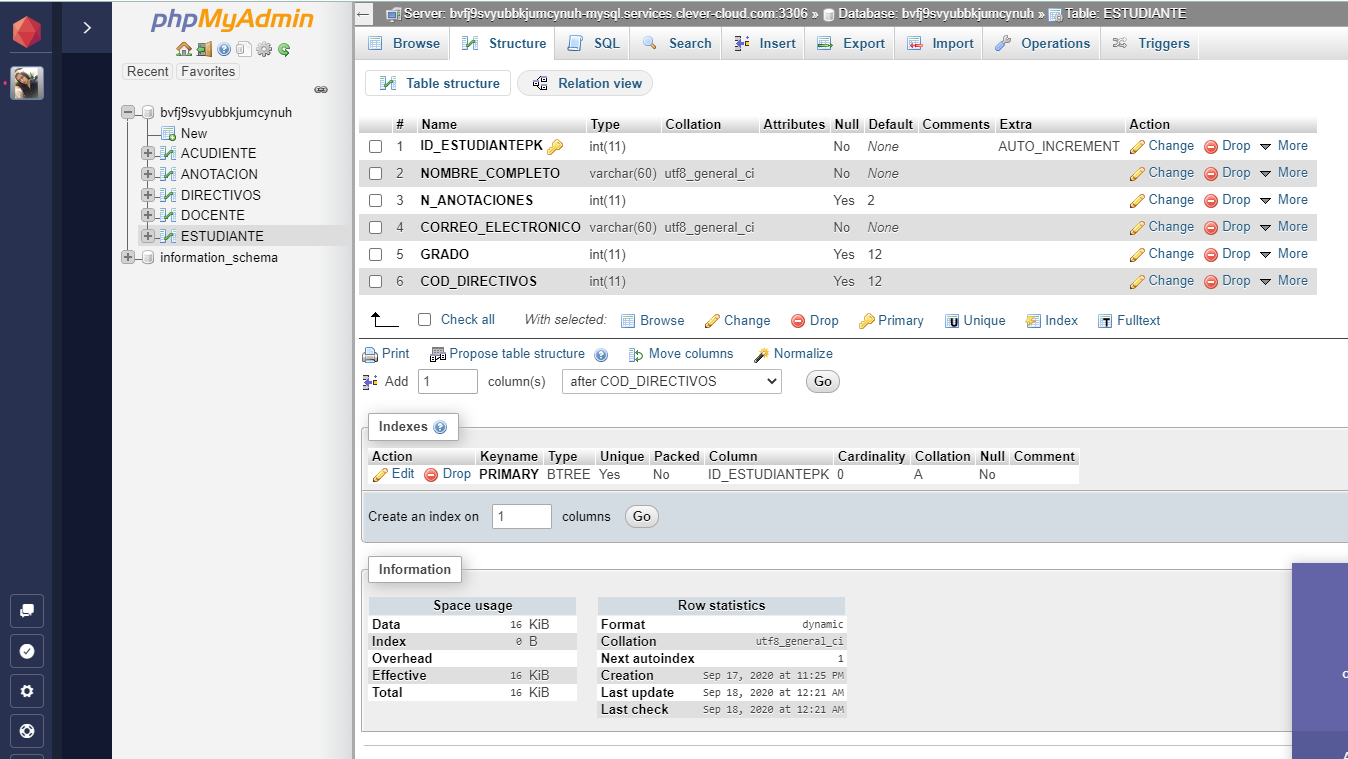 phpMyAdmin
Recent Favorites
bvfj9svyubbkjumcynuh
New
ACUDIENTE
ANOTACION
DIRECTIVOS
DOCENTE
ESTUDIANTE
information_schema
Server: bvfj9svyubbkjumcynuh-mysql.services.clever-cloud.com:3306 » Database: bvfj9svyubbkjumcynuh » Table: ESTUDIANTE
Browse Structure SQL Search Insert Export Import Operations Triggers
Table structure Relation view
# Name Type Collation Attributes Null Default Comments Extra Action
1 ID_ESTUDIANTEPK int(11) No None AUTO_INCREMENT Change Drop More
2 NOMBRE_COMPLETO varchar(60) utf8_general_ci No None Change Drop More
3 N_ANOTACIONES int(11) Yes 2 Change Drop More
4 CORREO_ELECTRONICO varchar(60) utf8_general_ci No None Change Drop More
5 GRADO int(11) Yes 12 Change Drop More
6 COD_DIRECTIVOS int(11) Yes 12 Change Drop More
Check all With selected: Browse Change Drop Primary Unique Index Fulltext
Print Propose table structure Move columns Normalize
Add 1 column(s) after COD_DIRECTIVOS Go
Indexes
Action Keyname Type Unique Packed Column Cardinality Collation Null Comment
Edit Drop PRIMARY BTREE Yes No ID_ESTUDIANTEPK 0 A No
Create an index on 1 columns Go
Information
Space usage
Data 16 KiB
Index 0 B
Overhead
Effective 16 KiB
Total 16 KiB
Row statistics
Format dynamic
Collation utf8_general_ci
Next autoindex 1
Creation Sep 17, 2020 at 11:25 PM
Last update Sep 18, 2020 at 12:21 AM
Last check Sep 18, 2020 at 12:21 AM